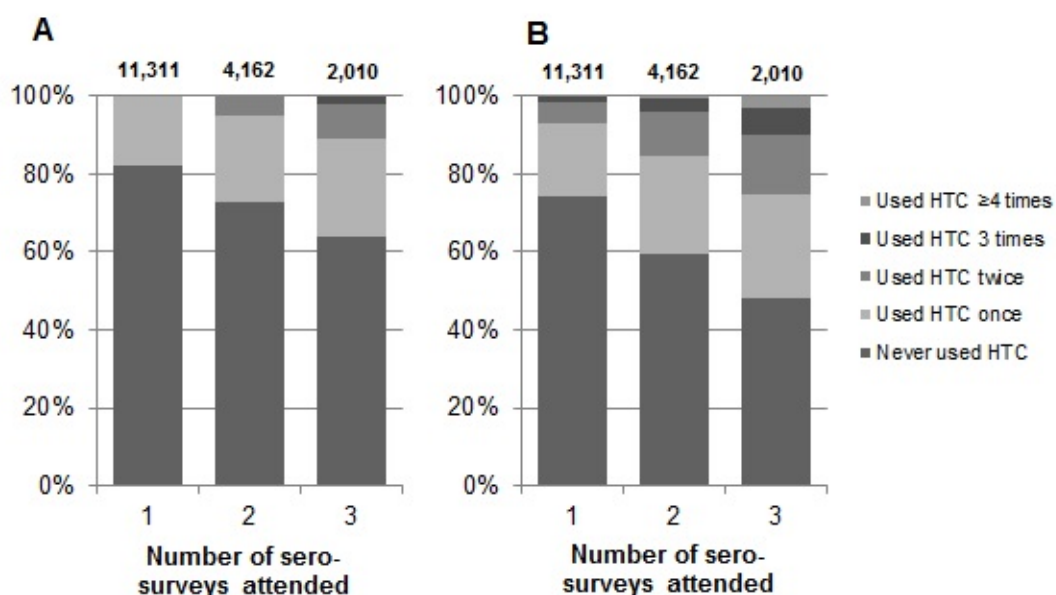 A
11,311 4,162 2,010
100%
80%
60%
40%
20%
0%
1 2 3
Number of sero-
surveys attended
B
11,311 4,162 2,010
100%
80%
60%
40%
20%
0%
1 2 3
Number of sero-
surveys attended
Used HTC ≥4 times
Used HTC 3 times
Used HTC twice
Used HTC once
Never used HTC